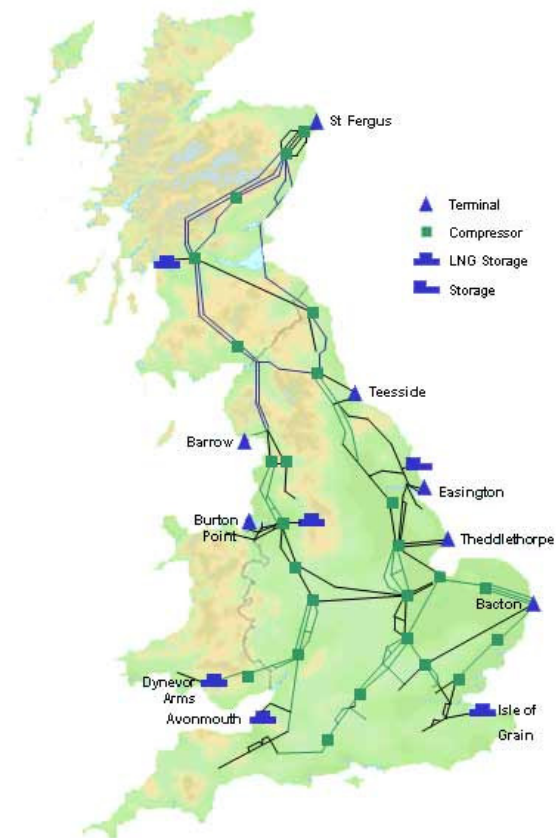 St Fergus
Terminal
Compressor
LNG Storage
Storage
Teesside
Barrow
Easington
Burton
Point
Theddlethorpe
Bacton
Dynevor
Arms
Avonmouth
Isle of
Grain